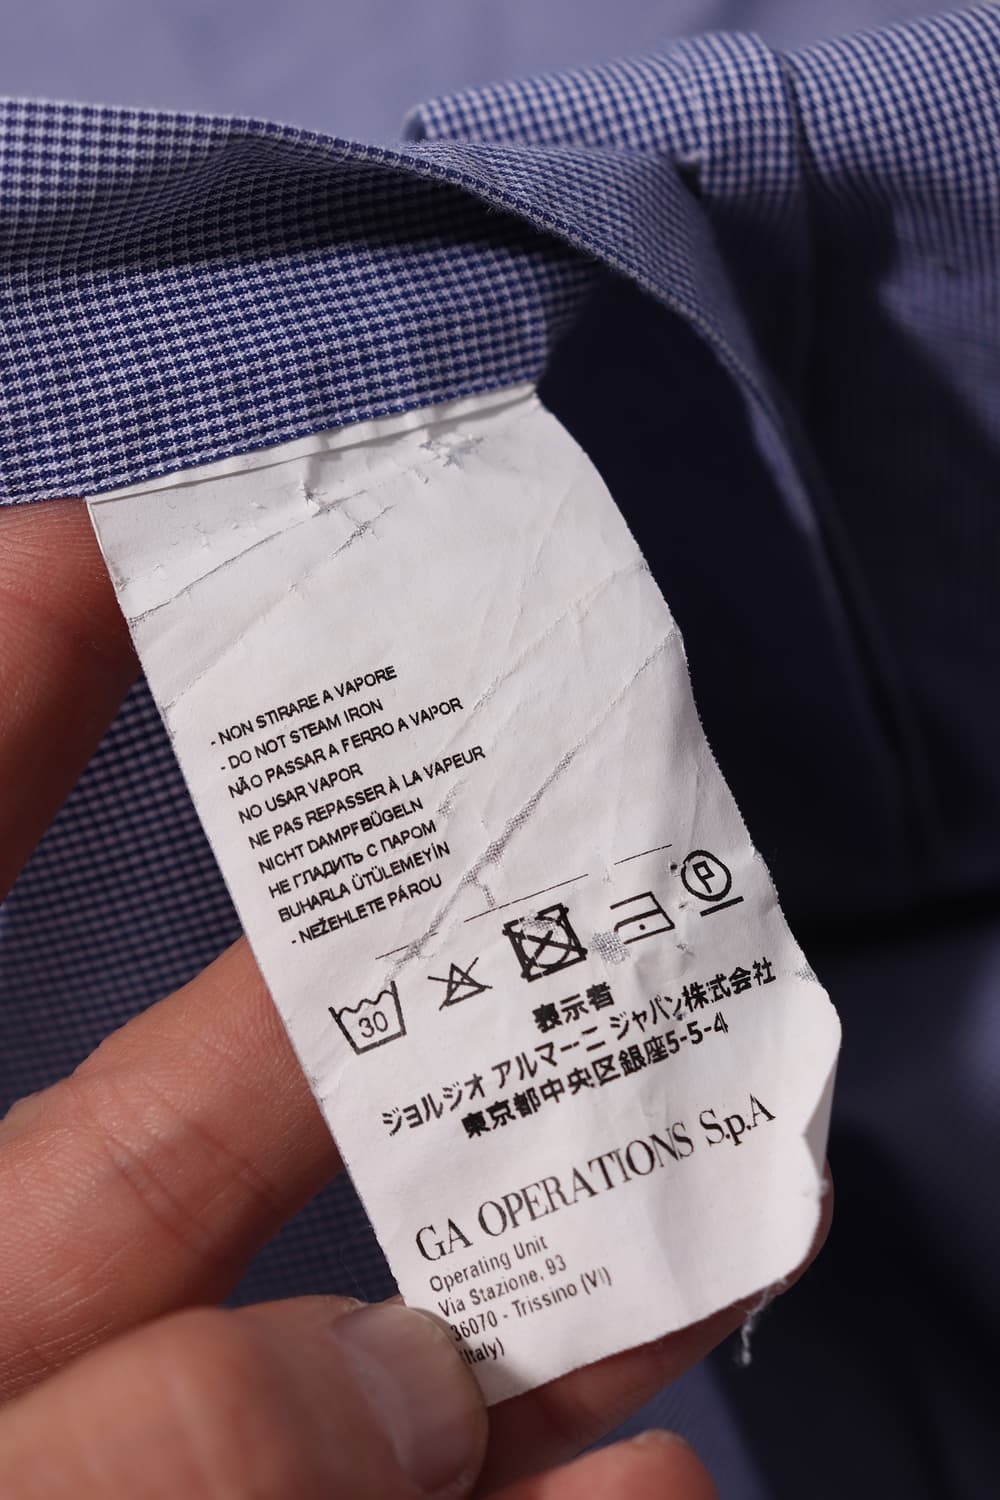 - NON STIRARE A VAPORE
- DO NOT STEAM IRON
NÃO PASSAR A FERRO A VAPOR
NO USAR VAPOR
NE PAS REPASSER À LA VAPEUR
NICHT DAMPFBÜGELN
НЕ ГЛАДИТЬ С ПАРОМ
BUHARLA ÜTÜLEMEYİN
- NEŽEHLETE PÁROU
30 P
表示者
ジョルジオ アルマーニ ジャパン株式会社
東京都中央区銀座5-5-4
GA OPERATIONS S.p.A
Operating Unit
Via Stazione, 93
36070 - Trissino (VI)
(Italy)